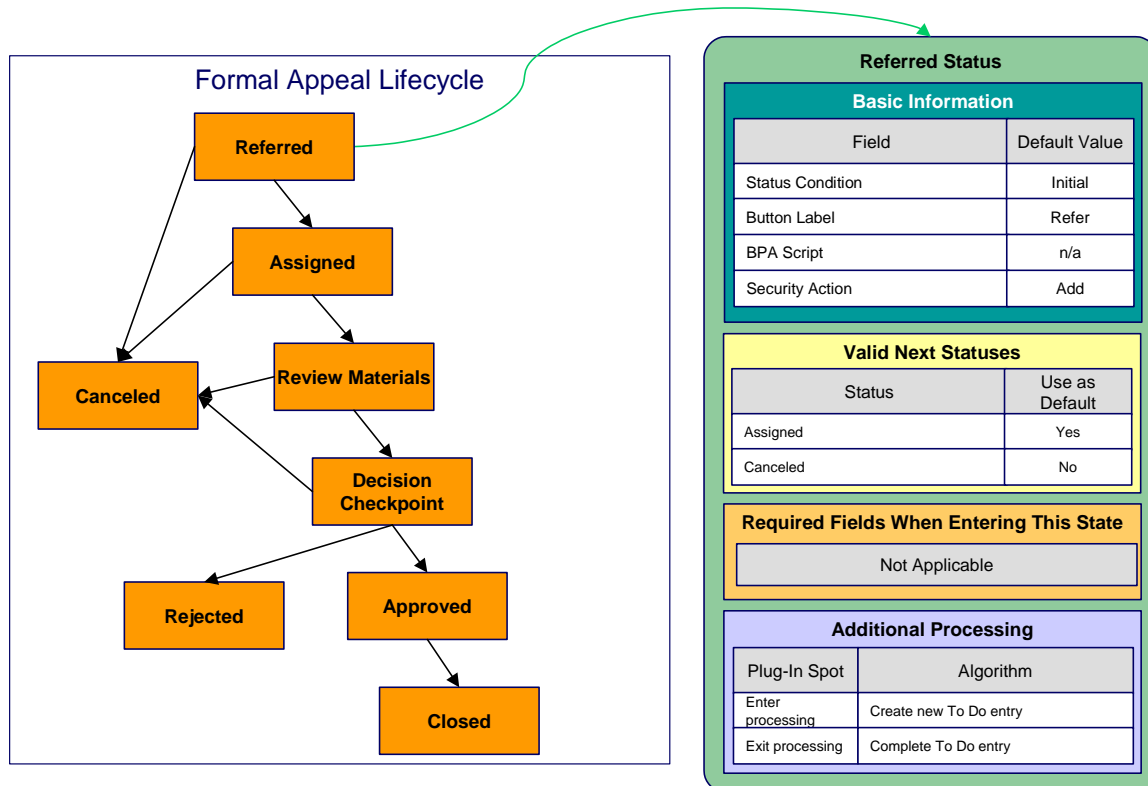 Formal Appeal Lifecycle
Referred
Assigned
Canceled
Review Materials
Decision
Checkpoint
Rejected
Approved
Closed
Referred Status
Basic Information
Field Default Value
Status Condition Initial
Button Label Refer
BPA Script n/a
Security Action Add
Valid Next Statuses
Status Use as
Default
Assigned Yes
Canceled No
Required Fields When Entering This State
Not Applicable
Additional Processing
Plug-In Spot Algorithm
Enter
processing Create new To Do entry
Exit processing Complete To Do entry